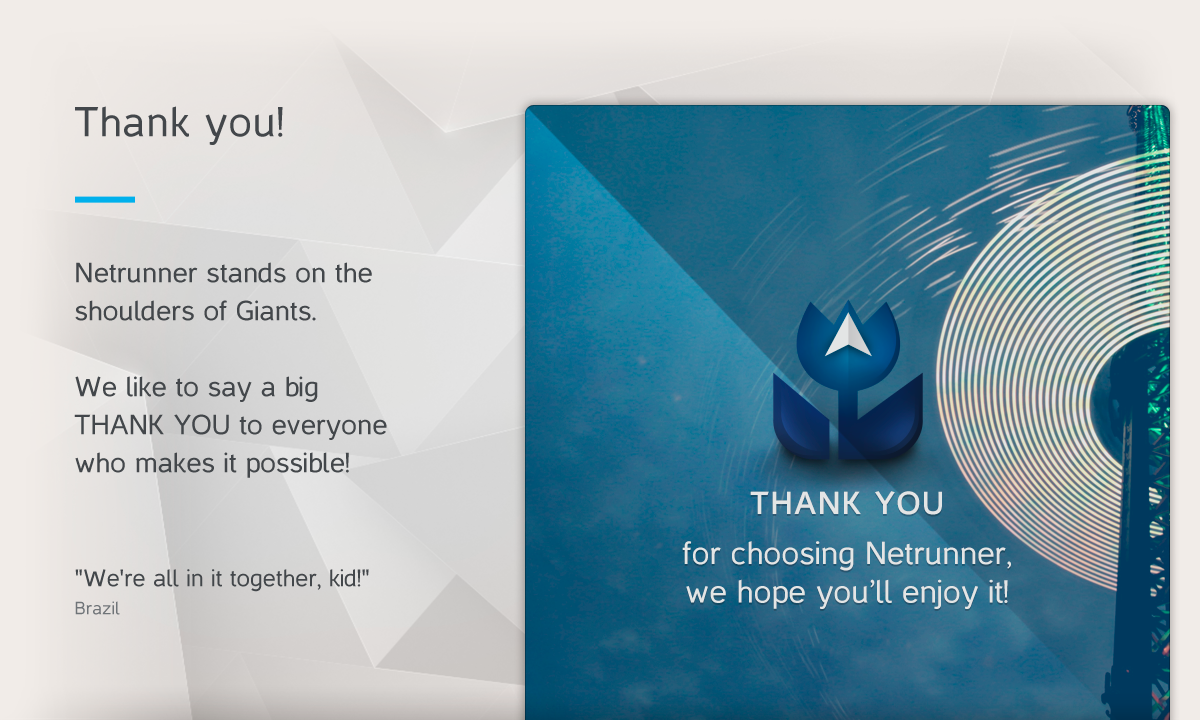 Thank you!
Netrunner stands on the
shoulders of Giants.
We like to say a big
THANK YOU to everyone
who makes it possible!
"We're all in it together, kid!"
Brazil
THANK YOU
for choosing Netrunner,
we hope you’ll enjoy it!